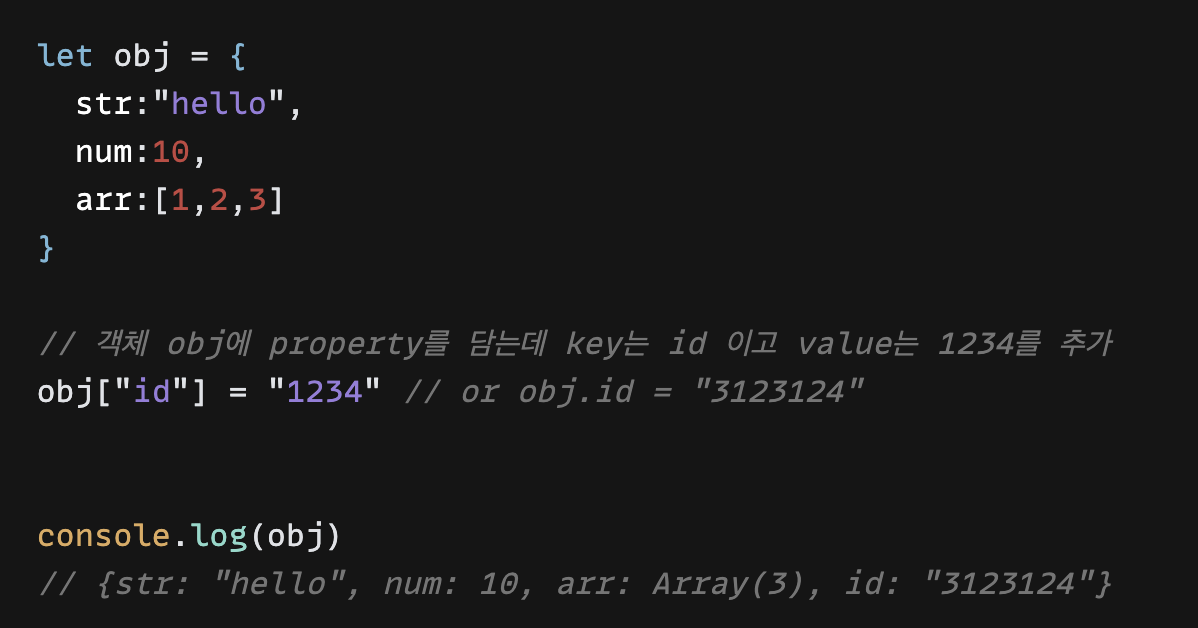 let obj = {
  str:"hello",
  num:10,
  arr:[1,2,3]
}
// 객체 obj에 property를 담는데 key는 id 이고 value는 1234를 추가
obj["id"] = "1234" // or obj.id = "3123124"
console.log(obj)
// {str: "hello", num: 10, arr: Array(3), id: "3123124"}